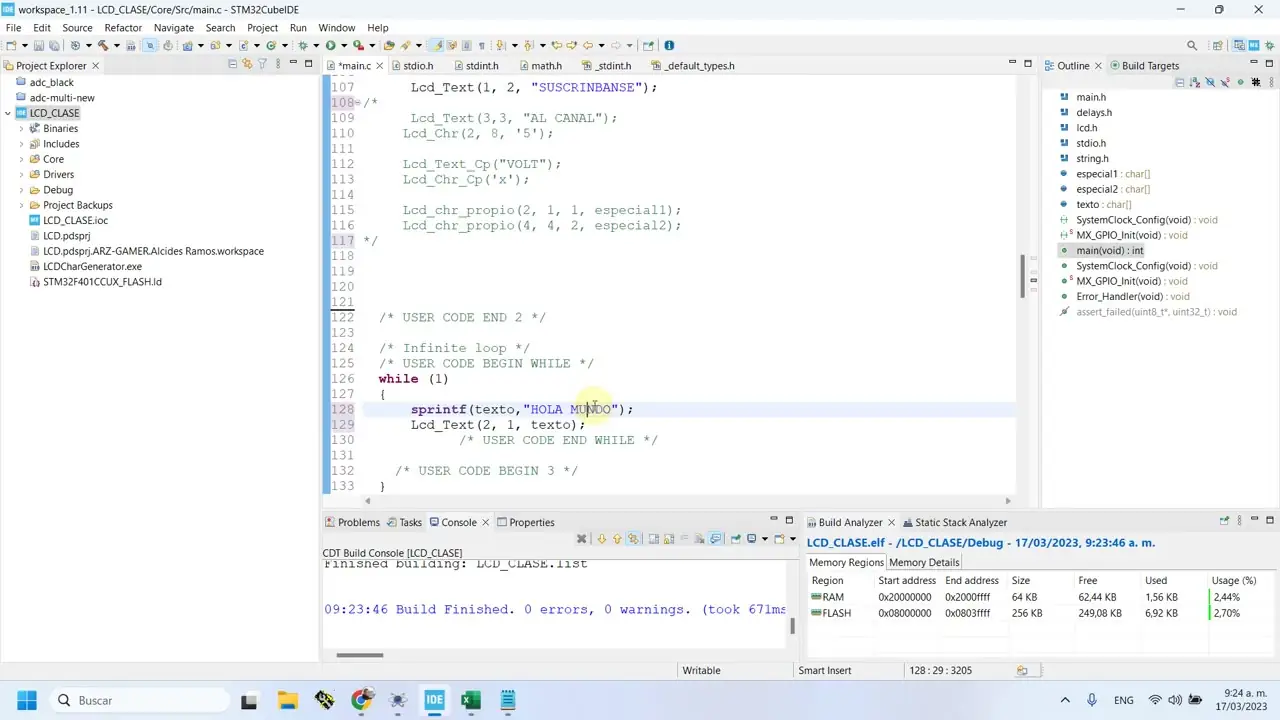 workspace_1.11 - LCD_CLASE/Core/Src/main.c - STM32CubeIDE
File Edit Source Refactor Navigate Search Project Run Window Help
Project Explorer
adc_black
adc-multi-new
LCD_CLASE
Binaries
Includes
Core
Drivers
Debug
Project Backups
LCD_CLASE.ioc
LCD.pdsprj
LCD.pdsprj.ARZ-GAMER.Alcides Ramos.workspace
LCDCharGenerator.exe
STM32F401CCUX_FLASH.ld
*main.c stdio.h stdint.h math.h _stdint.h _default_types.h
107 Lcd_Text(1, 2, "SUSCRINBANSE");
108 /*
109 Lcd_Text(3,3, "AL CANAL");
110 Lcd_Chr(2, 8, '5');
111
112 Lcd_Text_Cp("VOLT");
113 Lcd_Chr_Cp('x');
114
115 Lcd_chr_propio(2, 1, 1, especial1);
116 Lcd_chr_propio(4, 4, 2, especial2);
117 */
118
119
120
121
122 /* USER CODE END 2 */
123
124 /* Infinite loop */
125 /* USER CODE BEGIN WHILE */
126 while (1)
127 {
128 sprintf(texto,"HOLA MUNDO");
129 Lcd_Text(2, 1, texto);
130 /* USER CODE END WHILE */
131
132 /* USER CODE BEGIN 3 */
133 }
Outline Build Targets
main.h
delays.h
lcd.h
stdio.h
string.h
especial1 : char[]
especial2 : char[]
texto : char[]
SystemClock_Config(void) : void
MX_GPIO_Init(void) : void
main(void) : int
SystemClock_Config(void) : void
MX_GPIO_Init(void) : void
Error_Handler(void) : void
assert_failed(uint8_t*, uint32_t) : void
Problems Tasks Console Properties
CDT Build Console [LCD_CLASE]
Finished building: LCD_CLASE.list
09:23:46 Build Finished. 0 errors, 0 warnings. (took 671ms
Build Analyzer Static Stack Analyzer
LCD_CLASE.elf - /LCD_CLASE/Debug - 17/03/2023, 9:23:46 a. m.
Memory Regions Memory Details
Region Start address End address Size Free Used Usage (%)
RAM 0x20000000 0x2000ffff 64 KB 62,44 KB 1,56 KB 2,44%
FLASH 0x08000000 0x0803ffff 256 KB 249,08 KB 6,92 KB 2,70%
Writable Smart Insert 128 : 29 : 3205
Buscar
ENG
9:24 a. m.
17/03/2023